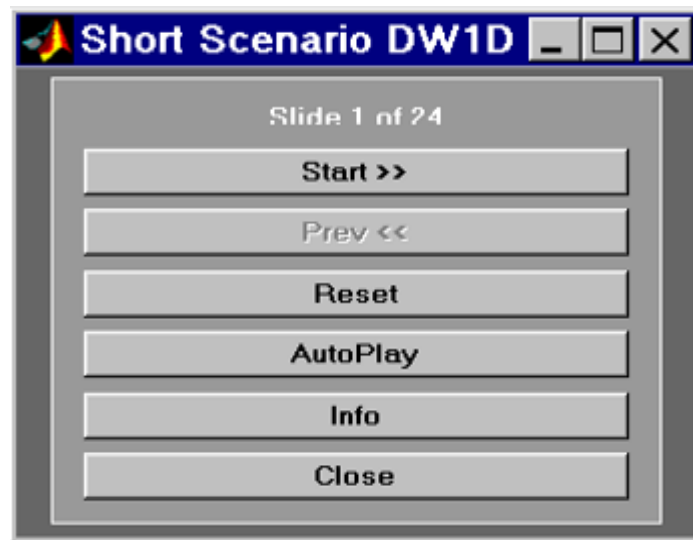 Short Scenario DW1D
Slide 1 of 24
Start >>
Prev <<
Reset
AutoPlay
Info
Close